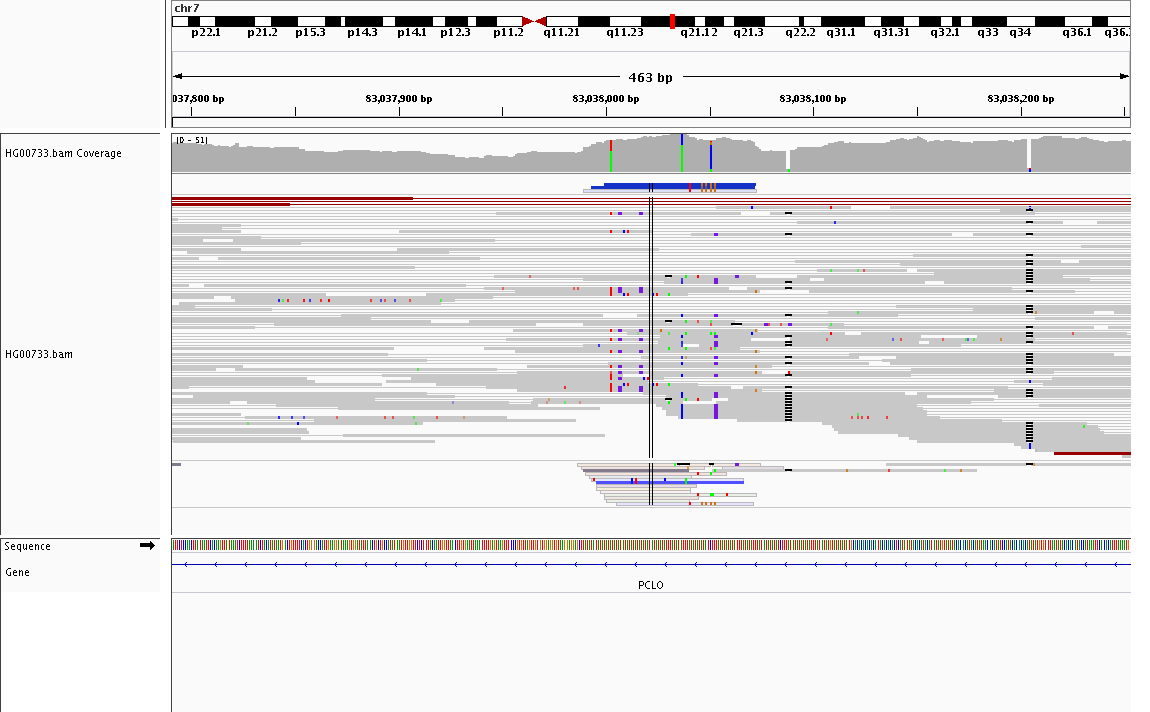 chr7
p22.1 p21.2 p15.3 p14.3 p14.1 p12.3 p11.2 q11.21 q11.23 q21.12 q21.3 q22.2 q31.1 q31.31 q32.1 q33 q34 q36.1 q36.
463 bp
037,800 bp 83,037,900 bp 83,038,000 bp 83,038,100 bp 83,038,200 bp
[0 - 51]
HG00733.bam Coverage
HG00733.bam
Sequence
Gene
PCLO